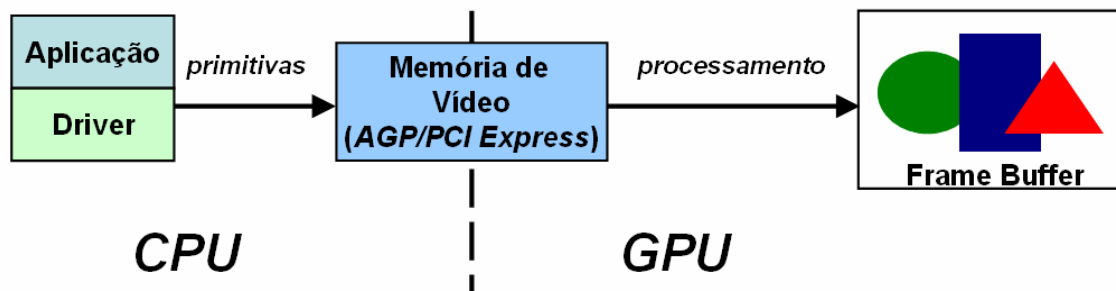 Aplicação
Driver
primitivas
Memória de
Vídeo
(AGP/PCI Express)
processamento
Frame Buffer
CPU
GPU